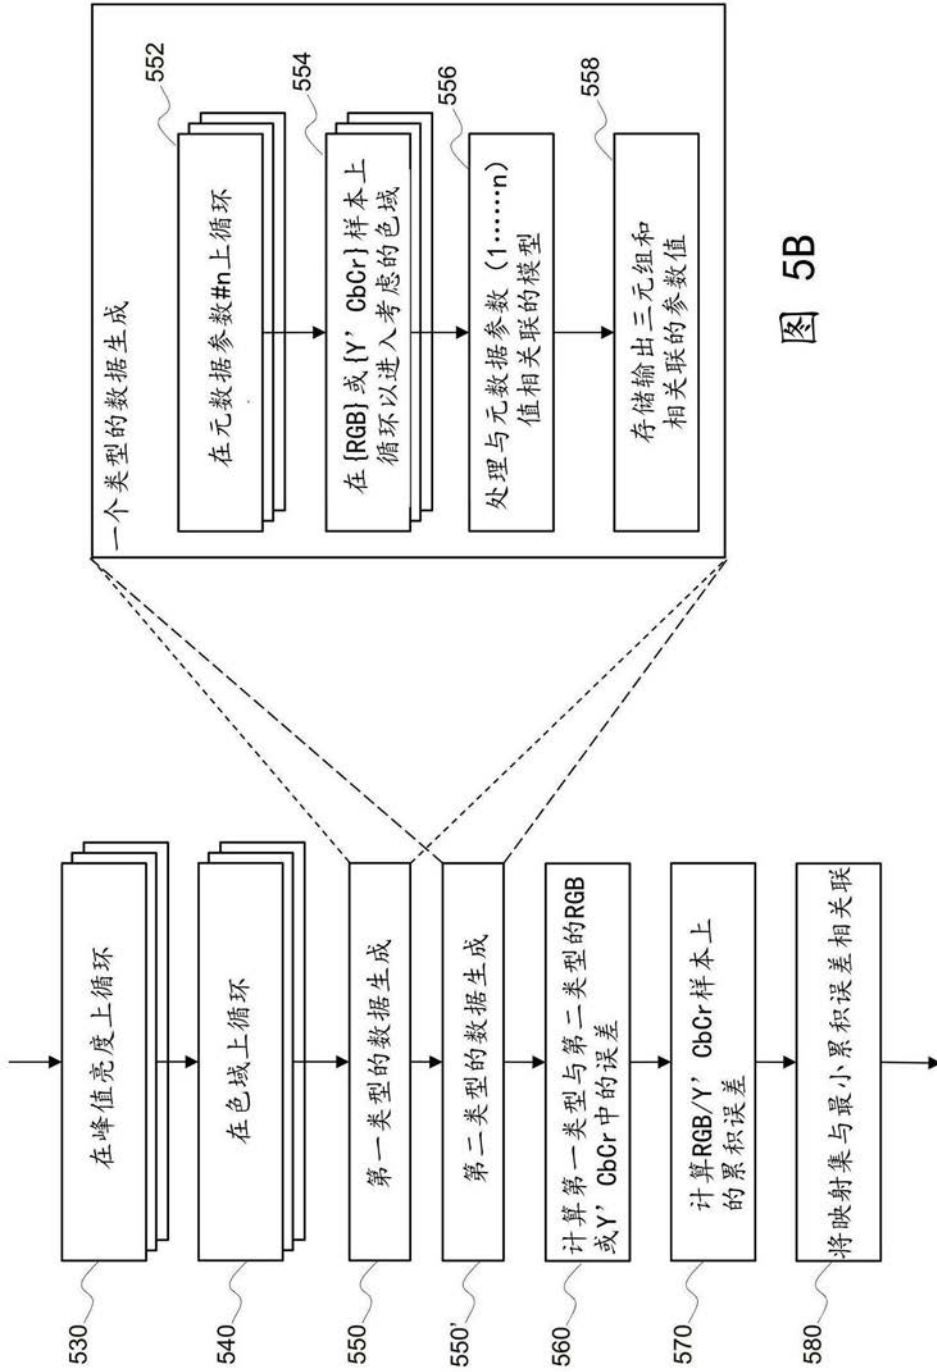 530
在峰值亮度上循环
540
在色域上循环
550
第一类型的数据生成
550'
第二类型的数据生成
560
计算第一类型与第二类型的RGB
或Y' CbCr中的误差
570
计算RGB/Y' CbCr样本上
的累积误差
580
将映射集与最小累积误差相关联
一个类型的数据生成
552
在元数据参数#n上循环
554
在{RGB}或{Y' CbCr}样本上
循环以进入考虑的色域
556
处理与元数据参数（1……n）
值相关联的模型
558
存储输出三元组和
相关联的参数值
图 5B